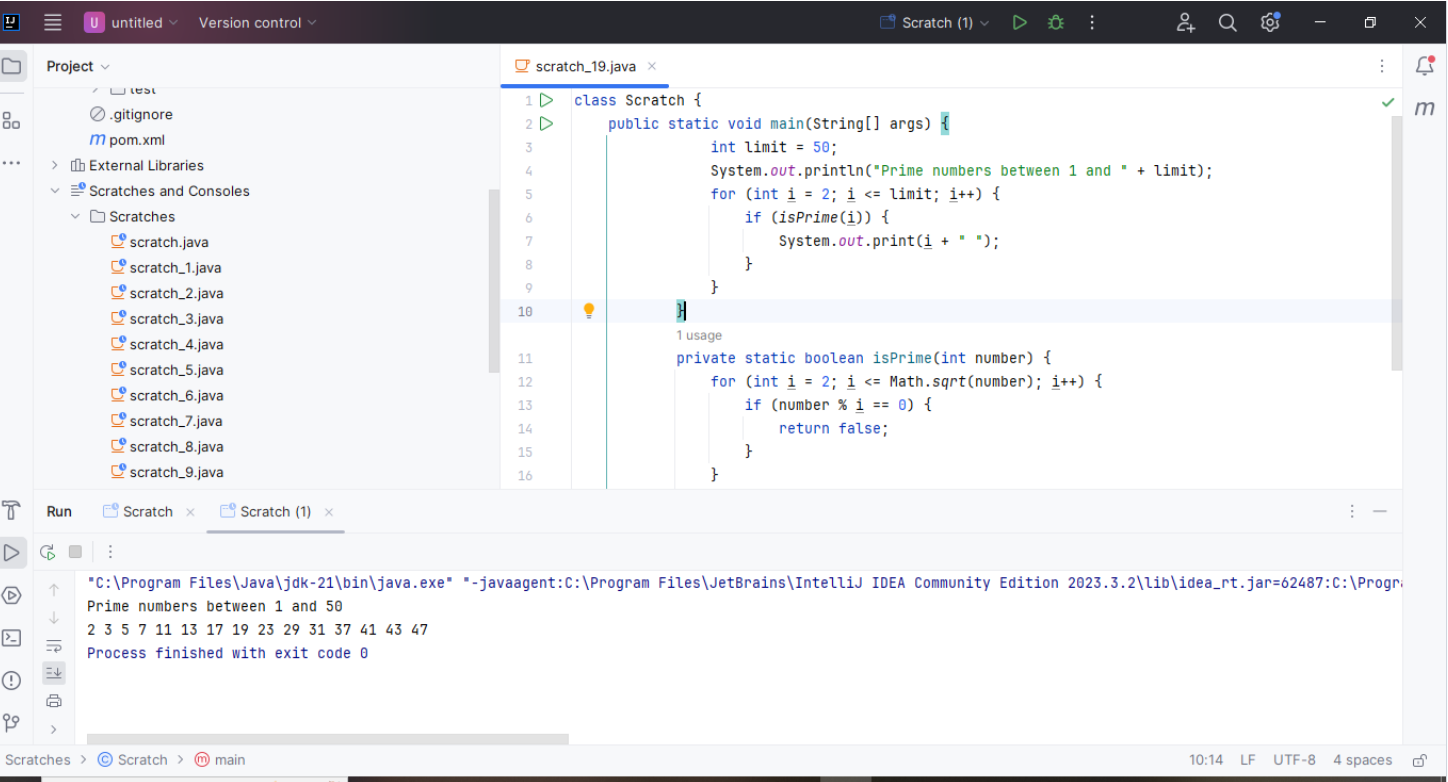 U untitled Version control Scratch (1)
Project
scratch_19.java
test
.gitignore
m pom.xml
External Libraries
Scratches and Consoles
Scratches
scratch.java
scratch_1.java
scratch_2.java
scratch_3.java
scratch_4.java
scratch_5.java
scratch_6.java
scratch_7.java
scratch_8.java
scratch_9.java
1 class Scratch {
2 public static void main(String[] args) {
3 int limit = 50;
4 System.out.println("Prime numbers between 1 and " + limit);
5 for (int i = 2; i <= limit; i++) {
6 if (isPrime(i)) {
7 System.out.print(i + " ");
8 }
9 }
10 }
1 usage
11 private static boolean isPrime(int number) {
12 for (int i = 2; i <= Math.sqrt(number); i++) {
13 if (number % i == 0) {
14 return false;
15 }
16 }
m
Run Scratch Scratch (1)
"C:\Program Files\Java\jdk-21\bin\java.exe" "-javaagent:C:\Program Files\JetBrains\IntelliJ IDEA Community Edition 2023.3.2\lib\idea_rt.jar=62487:C:\Progr
Prime numbers between 1 and 50
2 3 5 7 11 13 17 19 23 29 31 37 41 43 47
Process finished with exit code 0
Scratches > Scratch > main 10:14 LF UTF-8 4 spaces